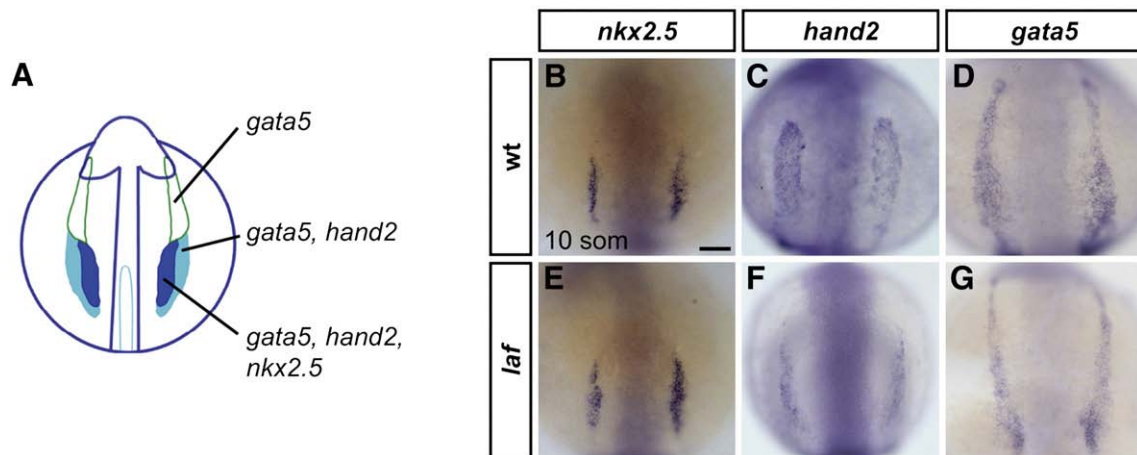 nkx2.5
hand2
gata5
A
gata5
gata5, hand2
gata5, hand2,
nkx2.5
wt
B
10 som
C
D
laf
E
F
G